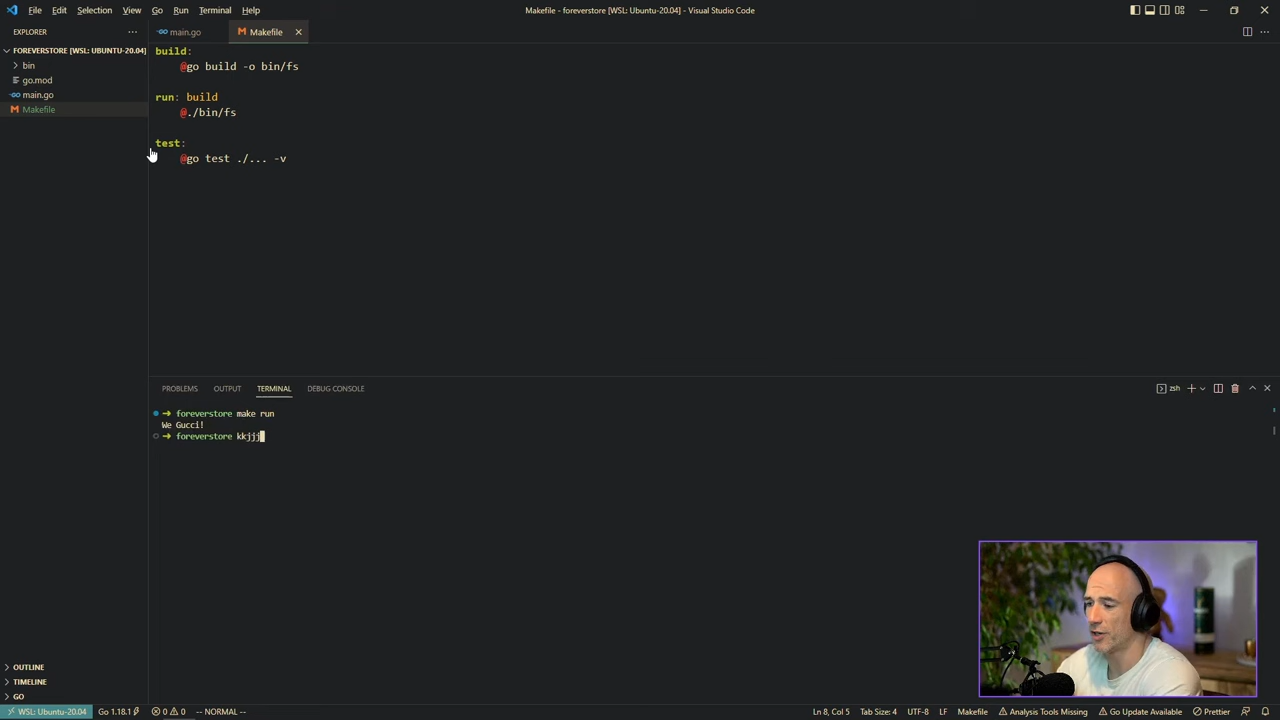 File Edit Selection View Go Run Terminal Help
Makefile - foreverstore [WSL: Ubuntu-20.04] - Visual Studio Code
EXPLORER
FOREVERSTORE [WSL: UBUNTU-20.04]
bin
go.mod
main.go
Makefile
main.go
Makefile
build:
@go build -o bin/fs
run: build
@./bin/fs
test:
@go test ./... -v
PROBLEMS OUTPUT TERMINAL DEBUG CONSOLE
zsh
foreverstore make run
We Gucci!
foreverstore kkjjj
OUTLINE
TIMELINE
GO
WSL: Ubuntu-20.04 Go 1.18.1 0 0 -- NORMAL -- Ln 8, Col 5 Tab Size: 4 UTF-8 LF Makefile Analysis Tools Missing Go Update Available Prettier